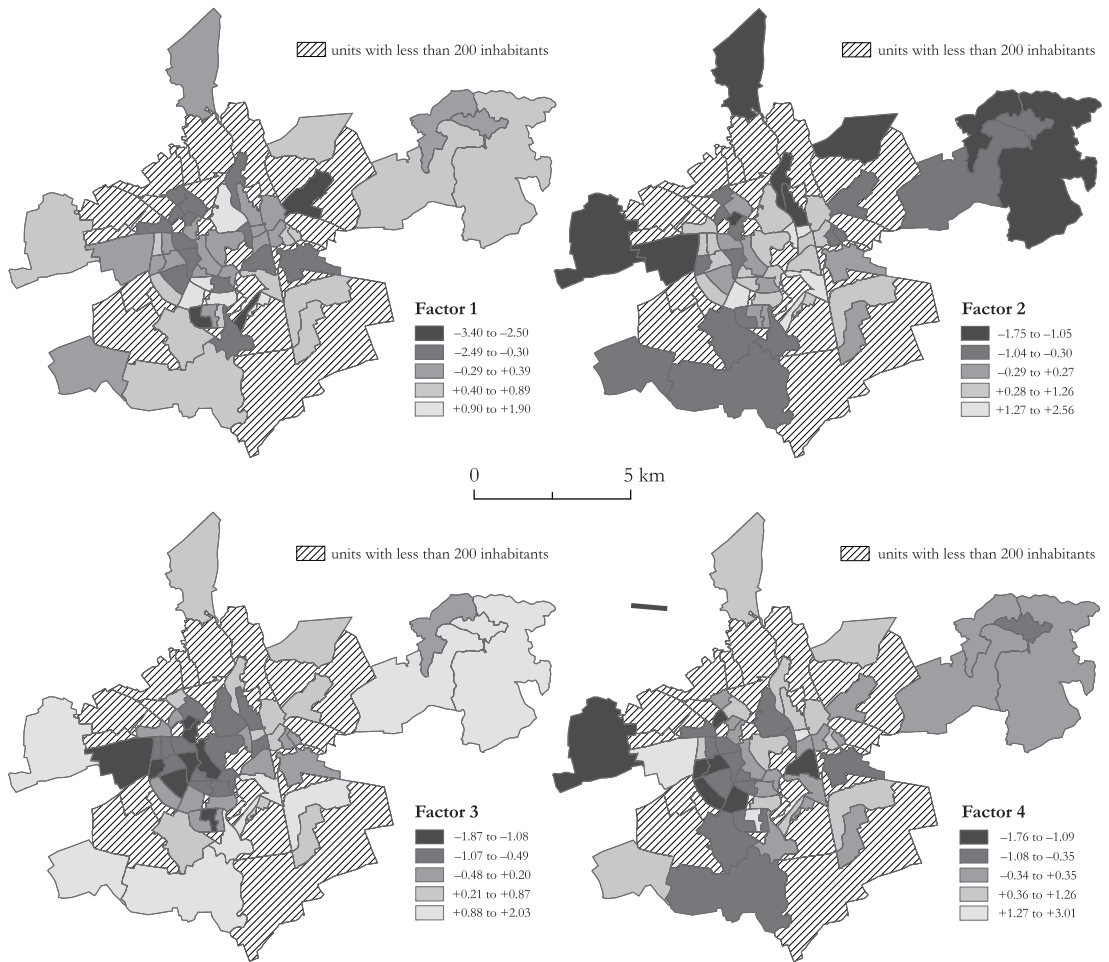 units with less than 200 inhabitants
units with less than 200 inhabitants
Factor 1
–3.40 to –2.50
–2.49 to –0.30
–0.29 to +0.39
+0.40 to +0.89
+0.90 to +1.90
Factor 2
–1.75 to –1.05
–1.04 to –0.30
–0.29 to +0.27
+0.28 to +1.26
+1.27 to +2.56
0 5 km
units with less than 200 inhabitants
units with less than 200 inhabitants
Factor 3
–1.87 to –1.08
–1.07 to –0.49
–0.48 to +0.20
+0.21 to +0.87
+0.88 to +2.03
Factor 4
–1.76 to –1.09
–1.08 to –0.35
–0.34 to +0.35
+0.36 to +1.26
+1.27 to +3.01